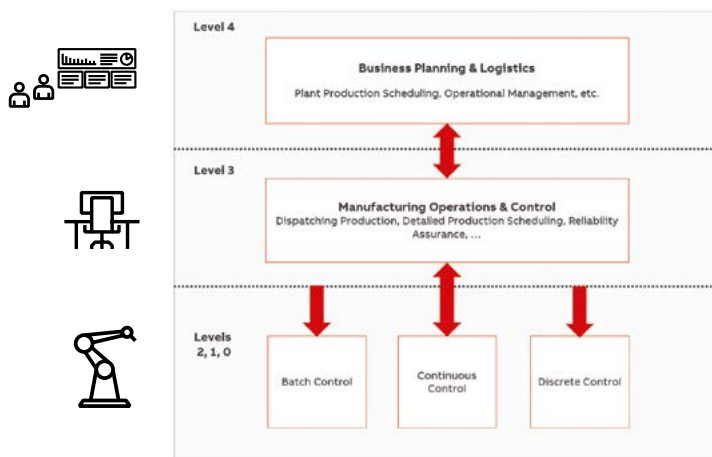 Level 4
Business Planning & Logistics
Plant Production Scheduling, Operational Management, etc.
Level 3
Manufacturing Operations & Control
Dispatching Production, Detailed Production Scheduling, Reliability
Assurance, ...
Levels
2, 1, 0
Batch Control
Continuous
Control
Discrete Control